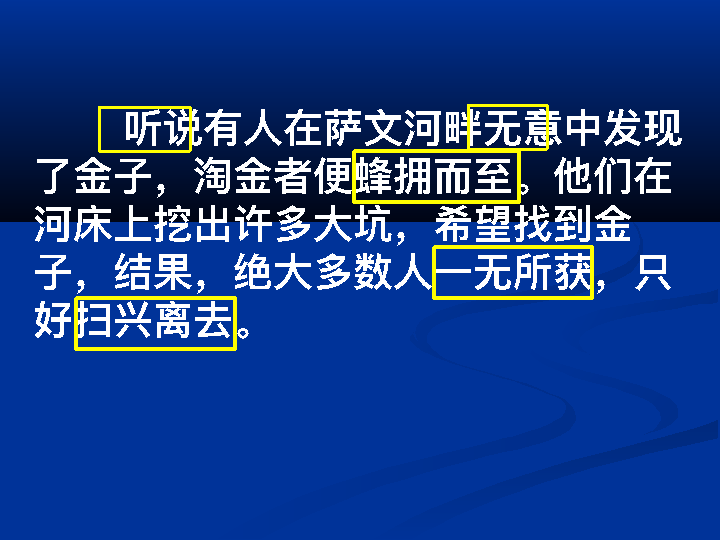 听说有人在萨文河畔无意中发现
了金子，淘金者便蜂拥而至。他们在
河床上挖出许多大坑，希望找到金
子，结果，绝大多数人一无所获，只
好扫兴离去。